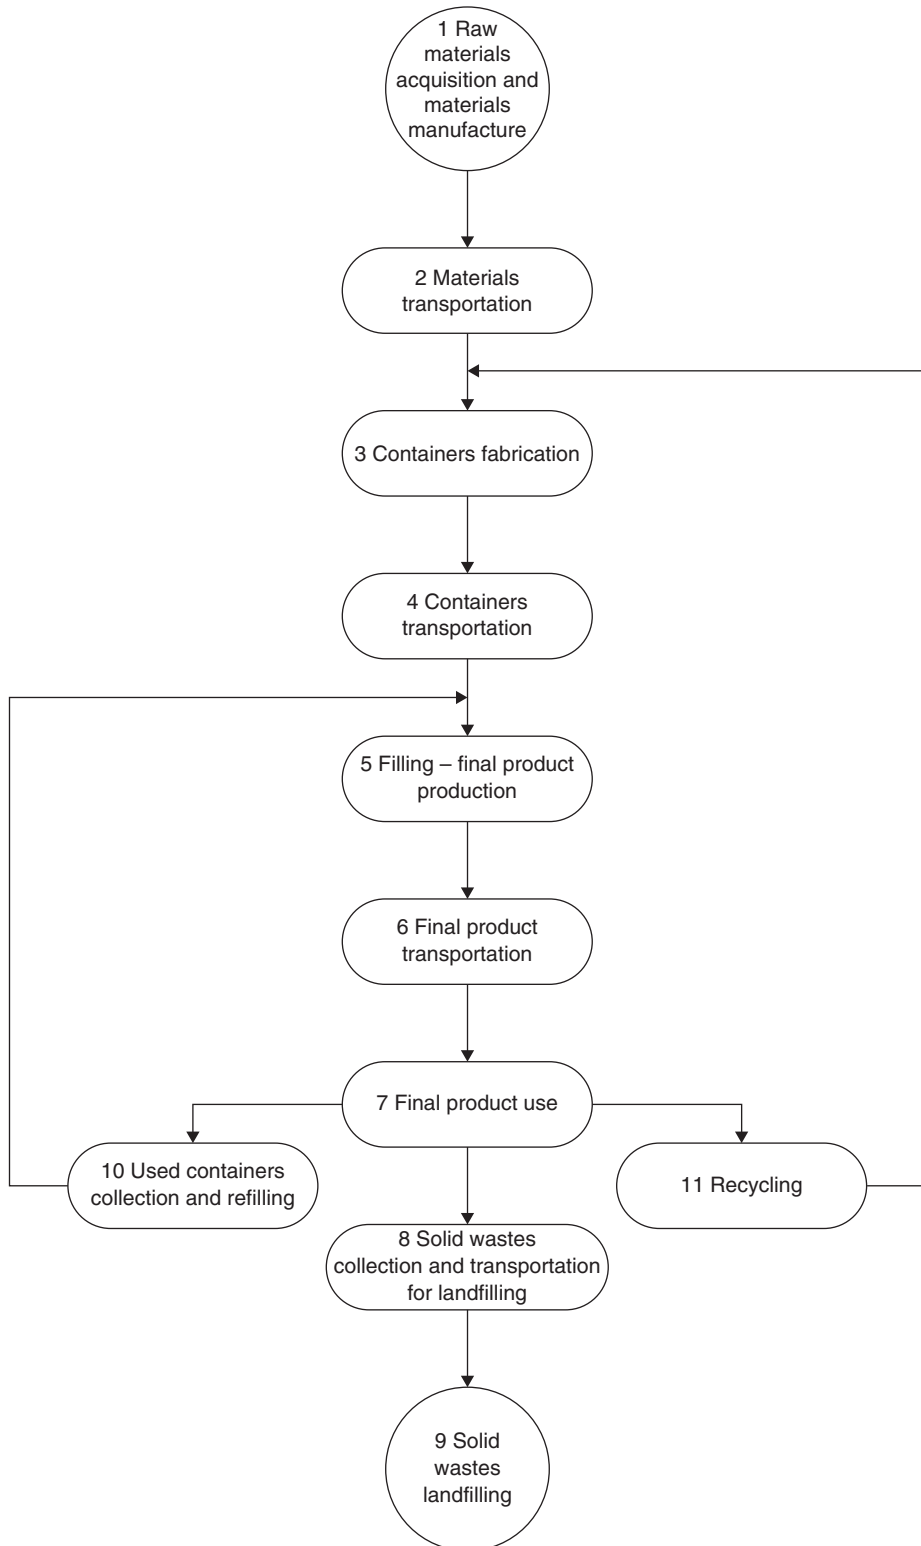 1 Raw
materials
acquisition and
materials
manufacture
2 Materials
transportation
3 Containers fabrication
4 Containers
transportation
5 Filling – final product
production
6 Final product
transportation
7 Final product use
10 Used containers
collection and refilling
11 Recycling
8 Solid wastes
collection and transportation
for landfilling
9 Solid
wastes
landfilling